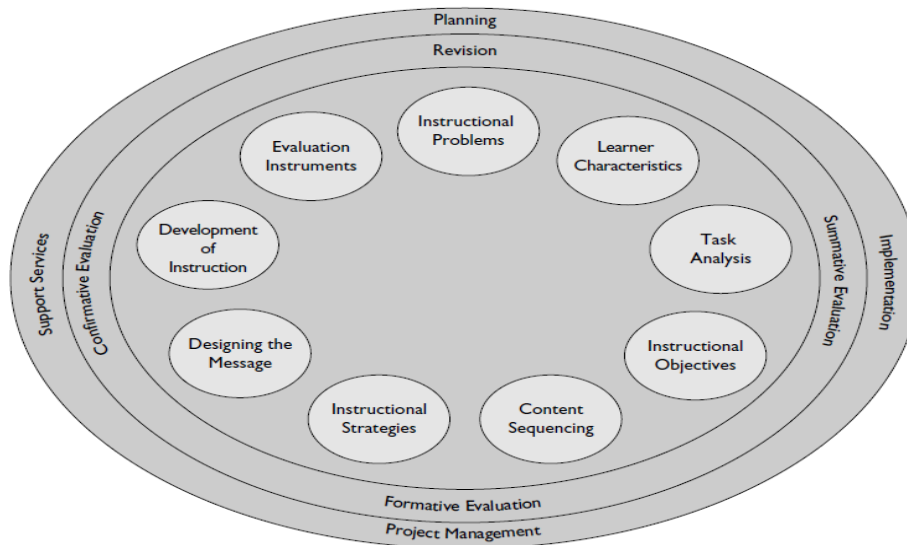 Planning
Revision
Instructional
Problems
Learner
Characteristics
Task
Analysis
Instructional
Objectives
Content
Sequencing
Instructional
Strategies
Designing the
Message
Development
of
Instruction
Evaluation
Instruments
Support Services
Confirmative Evaluation
Summative Evaluation
Implementation
Formative Evaluation
Project Management